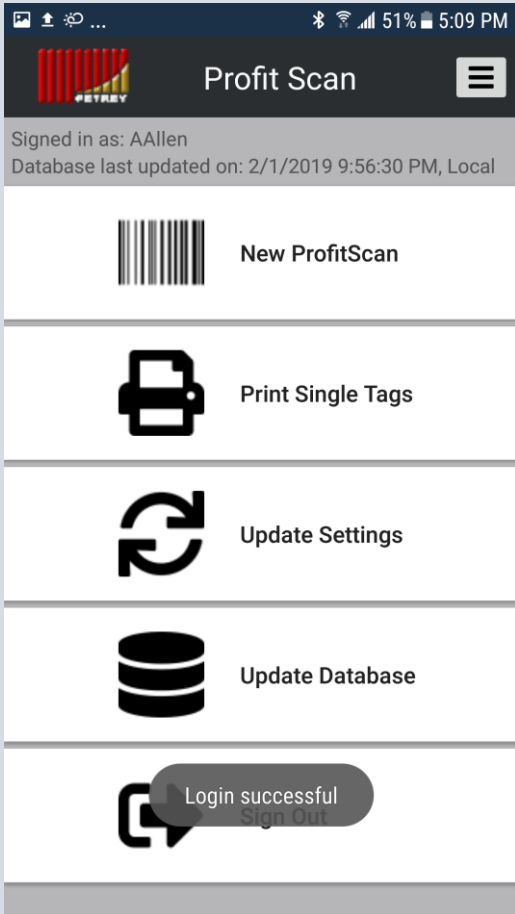 ... 51% 5:09 PM
PETREY
Profit Scan
Signed in as: AAllen
Database last updated on: 2/1/2019 9:56:30 PM, Local
New ProfitScan
Print Single Tags
Update Settings
Update Database
Login successful
Sign Out